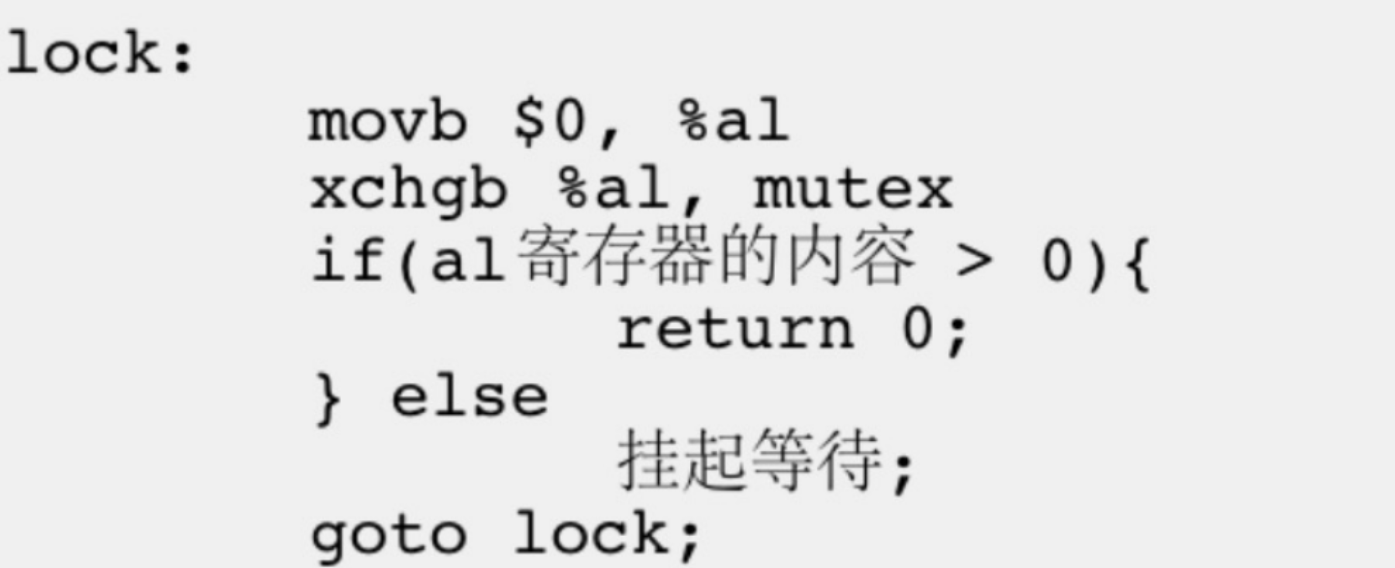 lock:
movb $0, %al
xchgb %al, mutex
if(al寄存器的内容 > 0){
return 0;
} else
挂起等待;
goto lock;